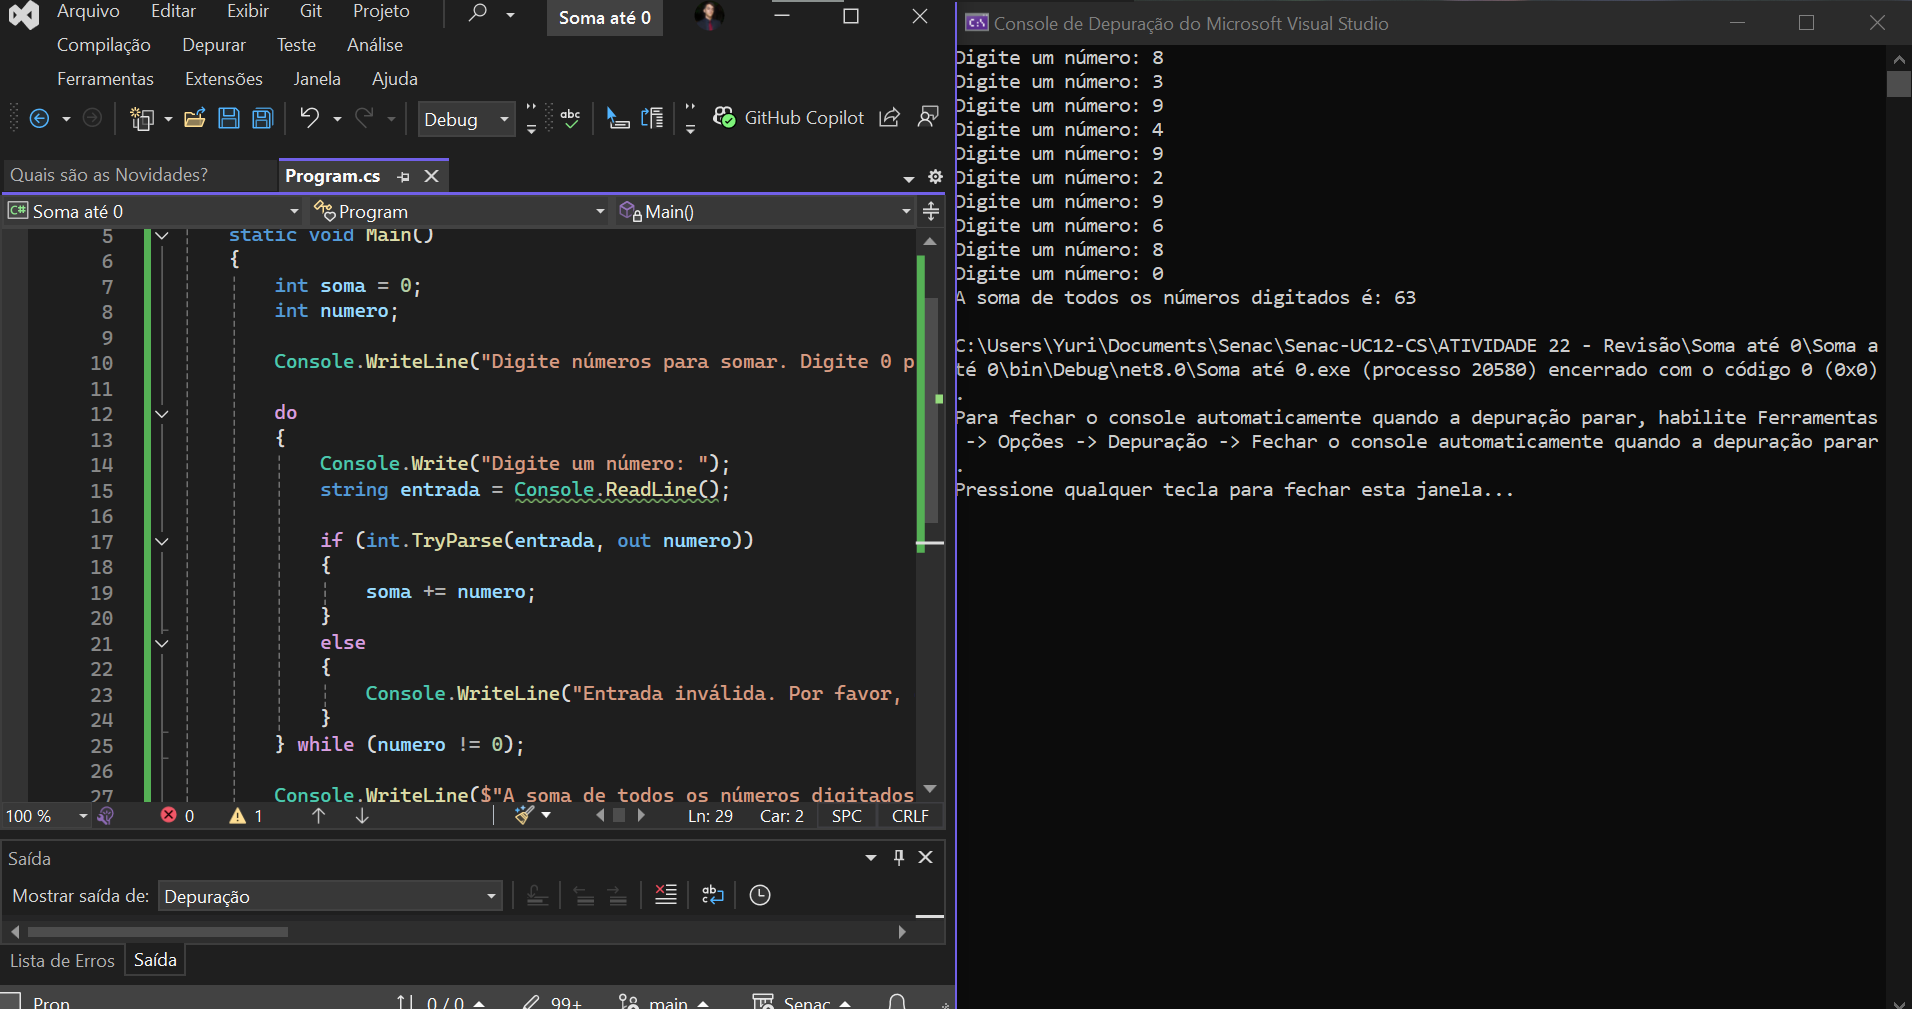 Arquivo Editar Exibir Git Projeto
Soma até 0
Compilação Depurar Teste Análise
Ferramentas Extensões Janela Ajuda
Debug
abc
GitHub Copilot
Quais são as Novidades?
Program.cs
C# Soma até 0
Program
Main()
5 static void Main()
6 {
7 int soma = 0;
8 int numero;
9
10 Console.WriteLine("Digite números para somar. Digite 0 p
11
12 do
13 {
14 Console.Write("Digite um número: ");
15 string entrada = Console.ReadLine();
16
17 if (int.TryParse(entrada, out numero))
18 {
19 soma += numero;
20 }
21 else
22 {
23 Console.WriteLine("Entrada inválida. Por favor,
24 }
25 } while (numero != 0);
26
27 Console.WriteLine($"A soma de todos os números digitados
100 %
0
1
Ln: 29 Car: 2 SPC CRLF
Saída
Mostrar saída de: Depuração
Lista de Erros Saída
Pron 0 / 0 99+ main Senac
Console de Depuração do Microsoft Visual Studio
Digite um número: 8
Digite um número: 3
Digite um número: 9
Digite um número: 4
Digite um número: 9
Digite um número: 2
Digite um número: 9
Digite um número: 6
Digite um número: 8
Digite um número: 0
A soma de todos os números digitados é: 63
C:\Users\Yuri\Documents\Senac\Senac-UC12-CS\ATIVIDADE 22 - Revisão\Soma até 0\Soma a
té 0\bin\Debug\net8.0\Soma até 0.exe (processo 20580) encerrado com o código 0 (0x0)
.
Para fechar o console automaticamente quando a depuração parar, habilite Ferramentas
-> Opções -> Depuração -> Fechar o console automaticamente quando a depuração parar
.
Pressione qualquer tecla para fechar esta janela...